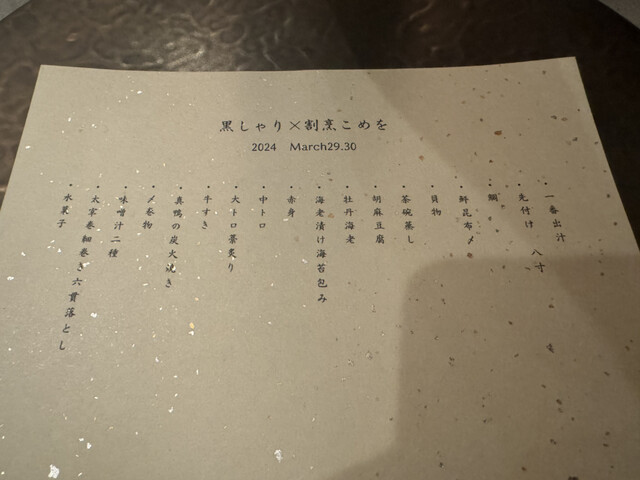 黒しゃり×割烹こめを
2024 March29.30
・一番出汁
・先付け 八寸
・鯛
・鮮昆布〆
・貝物
・茶碗蒸し
・胡麻豆腐
・牡丹海老
・海老漬け海苔包み
・赤身
・中トロ
・大トロ藁炙り
・牛すき
・真鴨の炭火焼き
・〆巻物
・味噌汁二種
・太掌巻細巻き六貫落とし
・水菓子